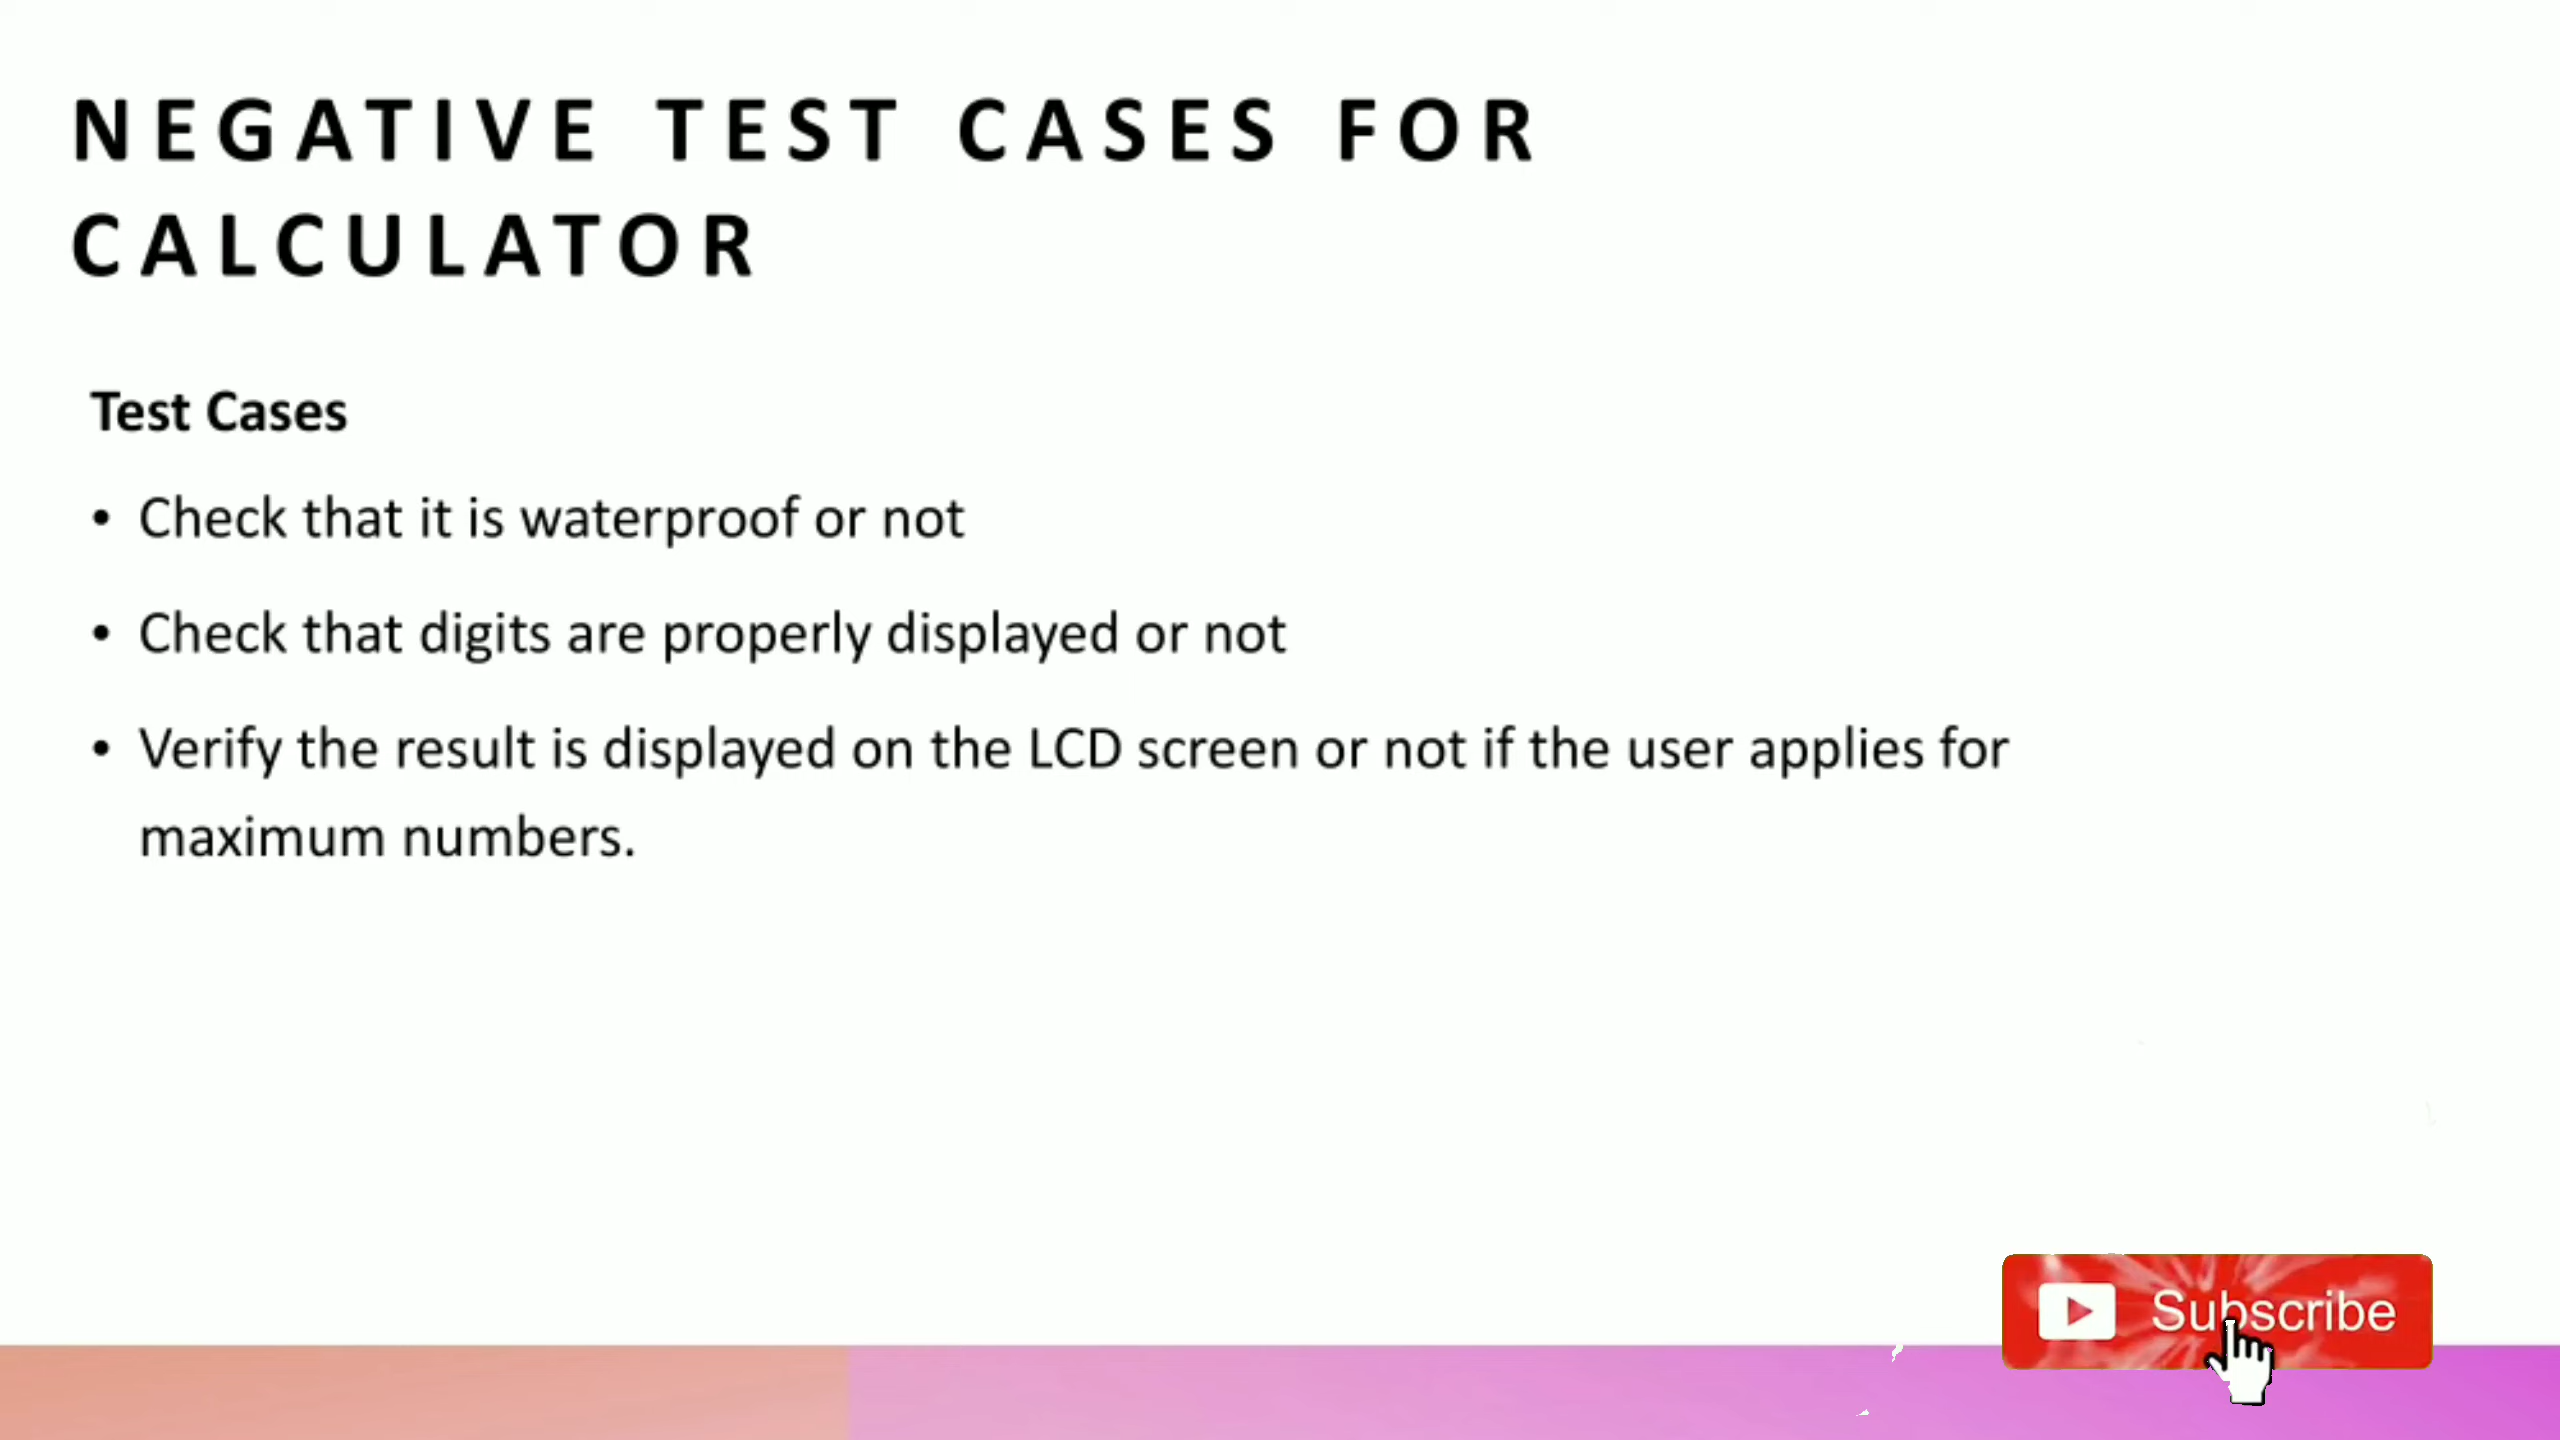 NEGATIVE TEST CASES FOR
CALCULATOR
Test Cases
• Check that it is waterproof or not
• Check that digits are properly displayed or not
• Verify the result is displayed on the LCD screen or not if the user applies for
maximum numbers.
Subscribe